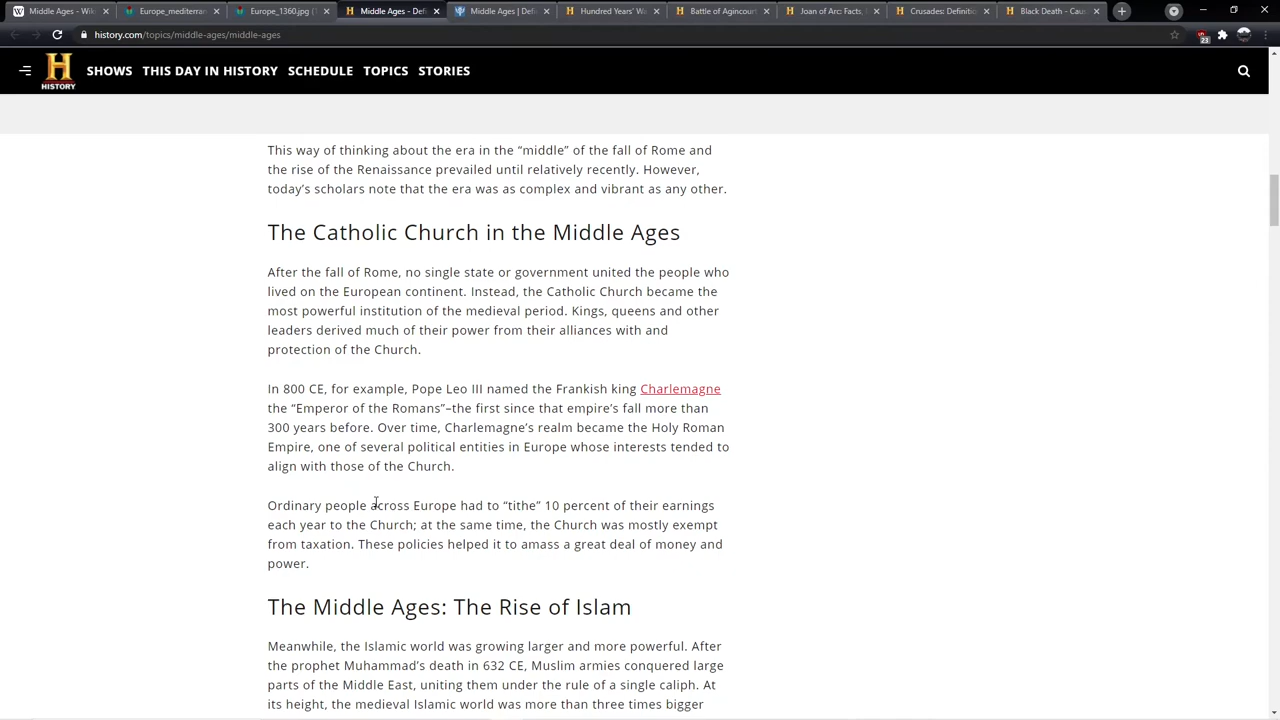 Middle Ages - Wiki
Europe_mediterran
Europe_1360.jpg (1
Middle Ages - Defi
Middle Ages | Defi
Hundred Years' Wa
Battle of Agincourt
Joan of Arc: Facts,
Crusades: Definitio
Black Death - Caus
history.com/topics/middle-ages/middle-ages
23
H
HISTORY
SHOWS THIS DAY IN HISTORY SCHEDULE TOPICS STORIES
This way of thinking about the era in the “middle” of the fall of Rome and
the rise of the Renaissance prevailed until relatively recently. However,
today’s scholars note that the era was as complex and vibrant as any other.
The Catholic Church in the Middle Ages
After the fall of Rome, no single state or government united the people who
lived on the European continent. Instead, the Catholic Church became the
most powerful institution of the medieval period. Kings, queens and other
leaders derived much of their power from their alliances with and
protection of the Church.
In 800 CE, for example, Pope Leo III named the Frankish king Charlemagne
the “Emperor of the Romans”–the first since that empire’s fall more than
300 years before. Over time, Charlemagne’s realm became the Holy Roman
Empire, one of several political entities in Europe whose interests tended to
align with those of the Church.
Ordinary people across Europe had to “tithe” 10 percent of their earnings
each year to the Church; at the same time, the Church was mostly exempt
from taxation. These policies helped it to amass a great deal of money and
power.
The Middle Ages: The Rise of Islam
Meanwhile, the Islamic world was growing larger and more powerful. After
the prophet Muhammad’s death in 632 CE, Muslim armies conquered large
parts of the Middle East, uniting them under the rule of a single caliph. At
its height, the medieval Islamic world was more than three times bigger